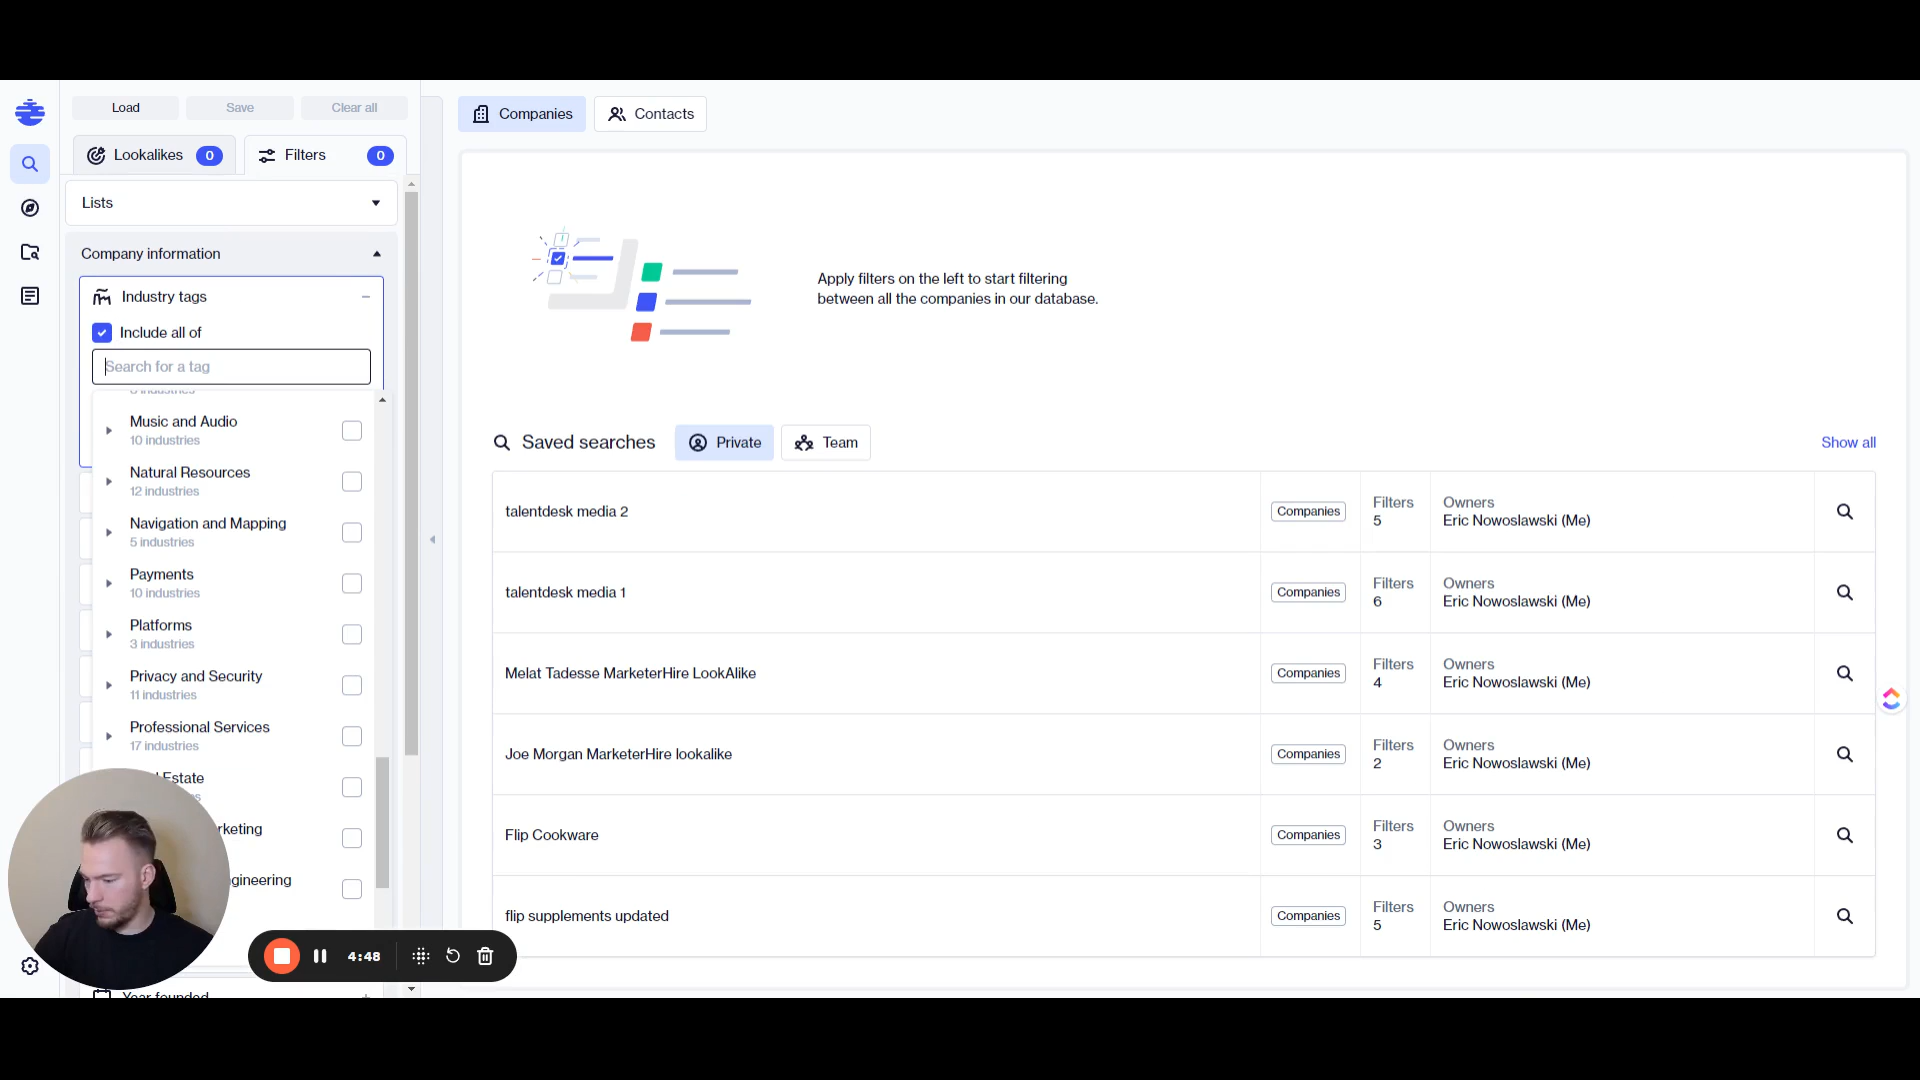 Load
Save
Clear all
Lookalikes 0
Filters 0
Lists
Company information
Industry tags
Include all of
Search for a tag
Music and Audio
10 industries
Natural Resources
12 industries
Navigation and Mapping
5 industries
Payments
10 industries
Platforms
3 industries
Privacy and Security
11 industries
Professional Services
17 industries
Estate
rketing
gineering
4:48
Companies
Contacts
Apply filters on the left to start filtering
between all the companies in our database.
Saved searches
Private
Team
Show all
talentdesk media 2
Companies
Filters
5
Owners
Eric Nowoslawski (Me)
talentdesk media 1
Companies
Filters
6
Owners
Eric Nowoslawski (Me)
Melat Tadesse MarketerHire LookAlike
Companies
Filters
4
Owners
Eric Nowoslawski (Me)
Joe Morgan MarketerHire lookalike
Companies
Filters
2
Owners
Eric Nowoslawski (Me)
Flip Cookware
Companies
Filters
3
Owners
Eric Nowoslawski (Me)
flip supplements updated
Companies
Filters
5
Owners
Eric Nowoslawski (Me)